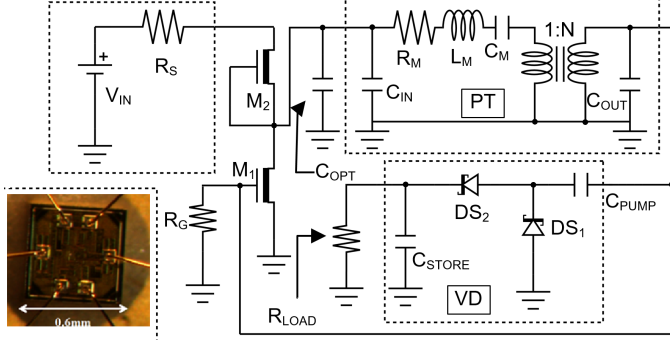 1:N
R_M
L_M
C_M
R_S
+
V_IN
M_2
C_IN
PT
C_OUT
M_1
C_OPT
R_G
DS_2
DS_1
C_PUMP
C_STORE
R_LOAD
VD
0.6mm